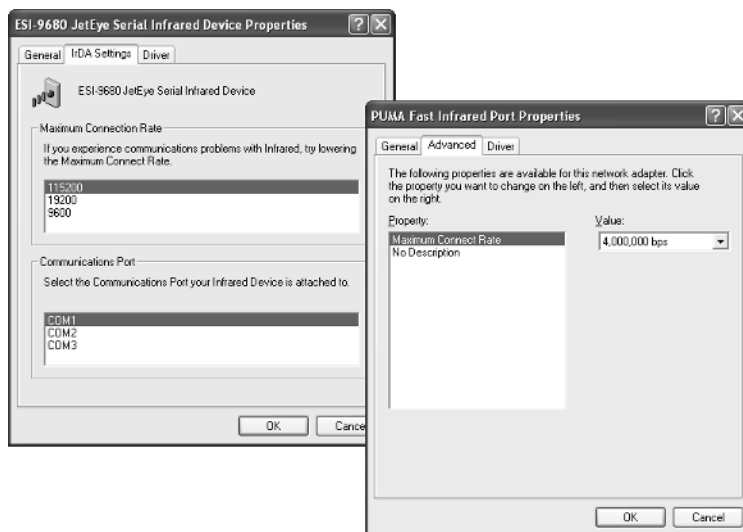 ESI-9680 JetEye Serial Infrared Device Properties
General
IrDA Settings
Driver
ESI-9680 JetEye Serial Infrared Device
Maximum Connection Rate
If you experience communications problems with Infrared, try lowering
the Maximum Connect Rate.
115200
19200
9600
Communications Port
Select the Communications Port your Infrared Device is attached to.
COM1
COM2
COM3
OK
Cance
PUMA Fast Infrared Port Properties
General
Advanced
Driver
The following properties are available for this network adapter. Click
the property you want to change on the left, and then select its value
on the right.
Property:
Maximum Connect Rate
No Description
Value:
4,000,000 bps
OK
Cancel